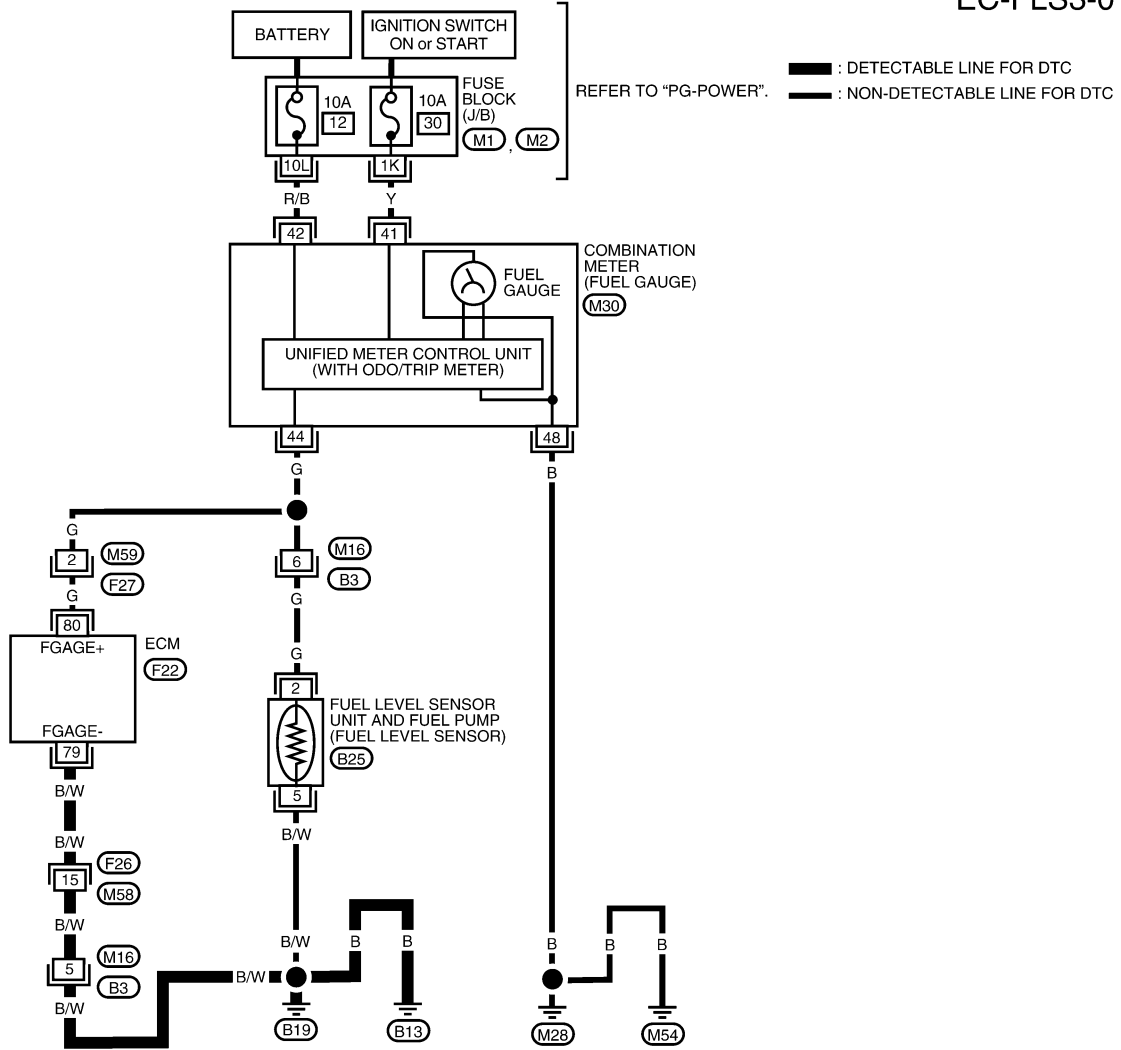 BATTERY
IGNITION SWITCH
ON or START
FUSE
BLOCK
(J/B)
10A
12
10A
30
M1 , M2
REFER TO “PG-POWER”.
: DETECTABLE LINE FOR DTC
: NON-DETECTABLE LINE FOR DTC
10L
1K
R/B
Y
42
41
COMBINATION
METER
(FUEL GAUGE)
M30
FUEL
GAUGE
UNIFIED METER CONTROL UNIT
(WITH ODO/TRIP METER)
44
48
G
B
G
2
M59
F27
6
M16
B3
G
G
80
FGAGE+
ECM
F22
FGAGE-
79
G
2
FUEL LEVEL SENSOR
UNIT AND FUEL PUMP
(FUEL LEVEL SENSOR)
B25
5
B/W
B/W
B/W
F26
15
M58
B/W
M16
5
B3
B/W
B/W
B/W
B
B
B
B
B
B19
B13
M28
M54